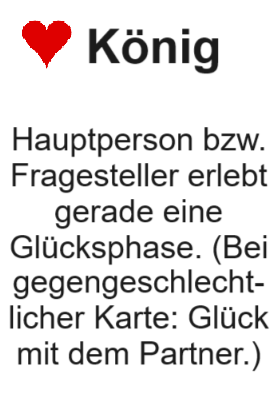 König
Hauptperson bzw.
Fragesteller erlebt
gerade eine
Glücksphase. (Bei
gegengeschlecht-
licher Karte: Glück
mit dem Partner.)